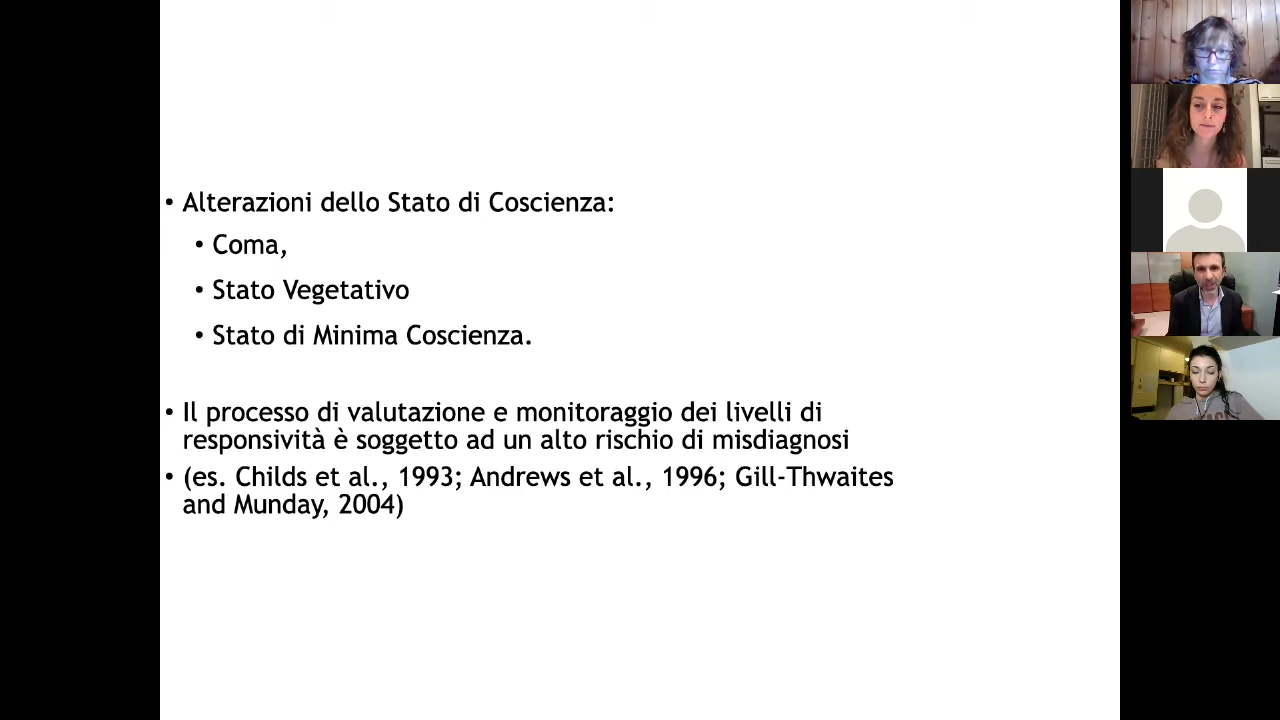 • Alterazioni dello Stato di Coscienza:
• Coma,
• Stato Vegetativo
• Stato di Minima Coscienza.
• Il processo di valutazione e monitoraggio dei livelli di
responsività è soggetto ad un alto rischio di misdiagnosi
• (es. Childs et al., 1993; Andrews et al., 1996; Gill-Thwaites
and Munday, 2004)